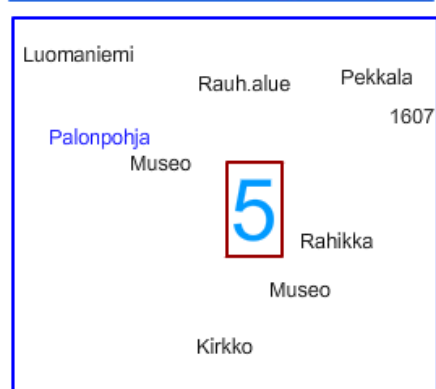 Luomaniemi
Rauh.alue
Pekkala
1607
Palonpohja
Museo
5
Rahikka
Museo
Kirkko